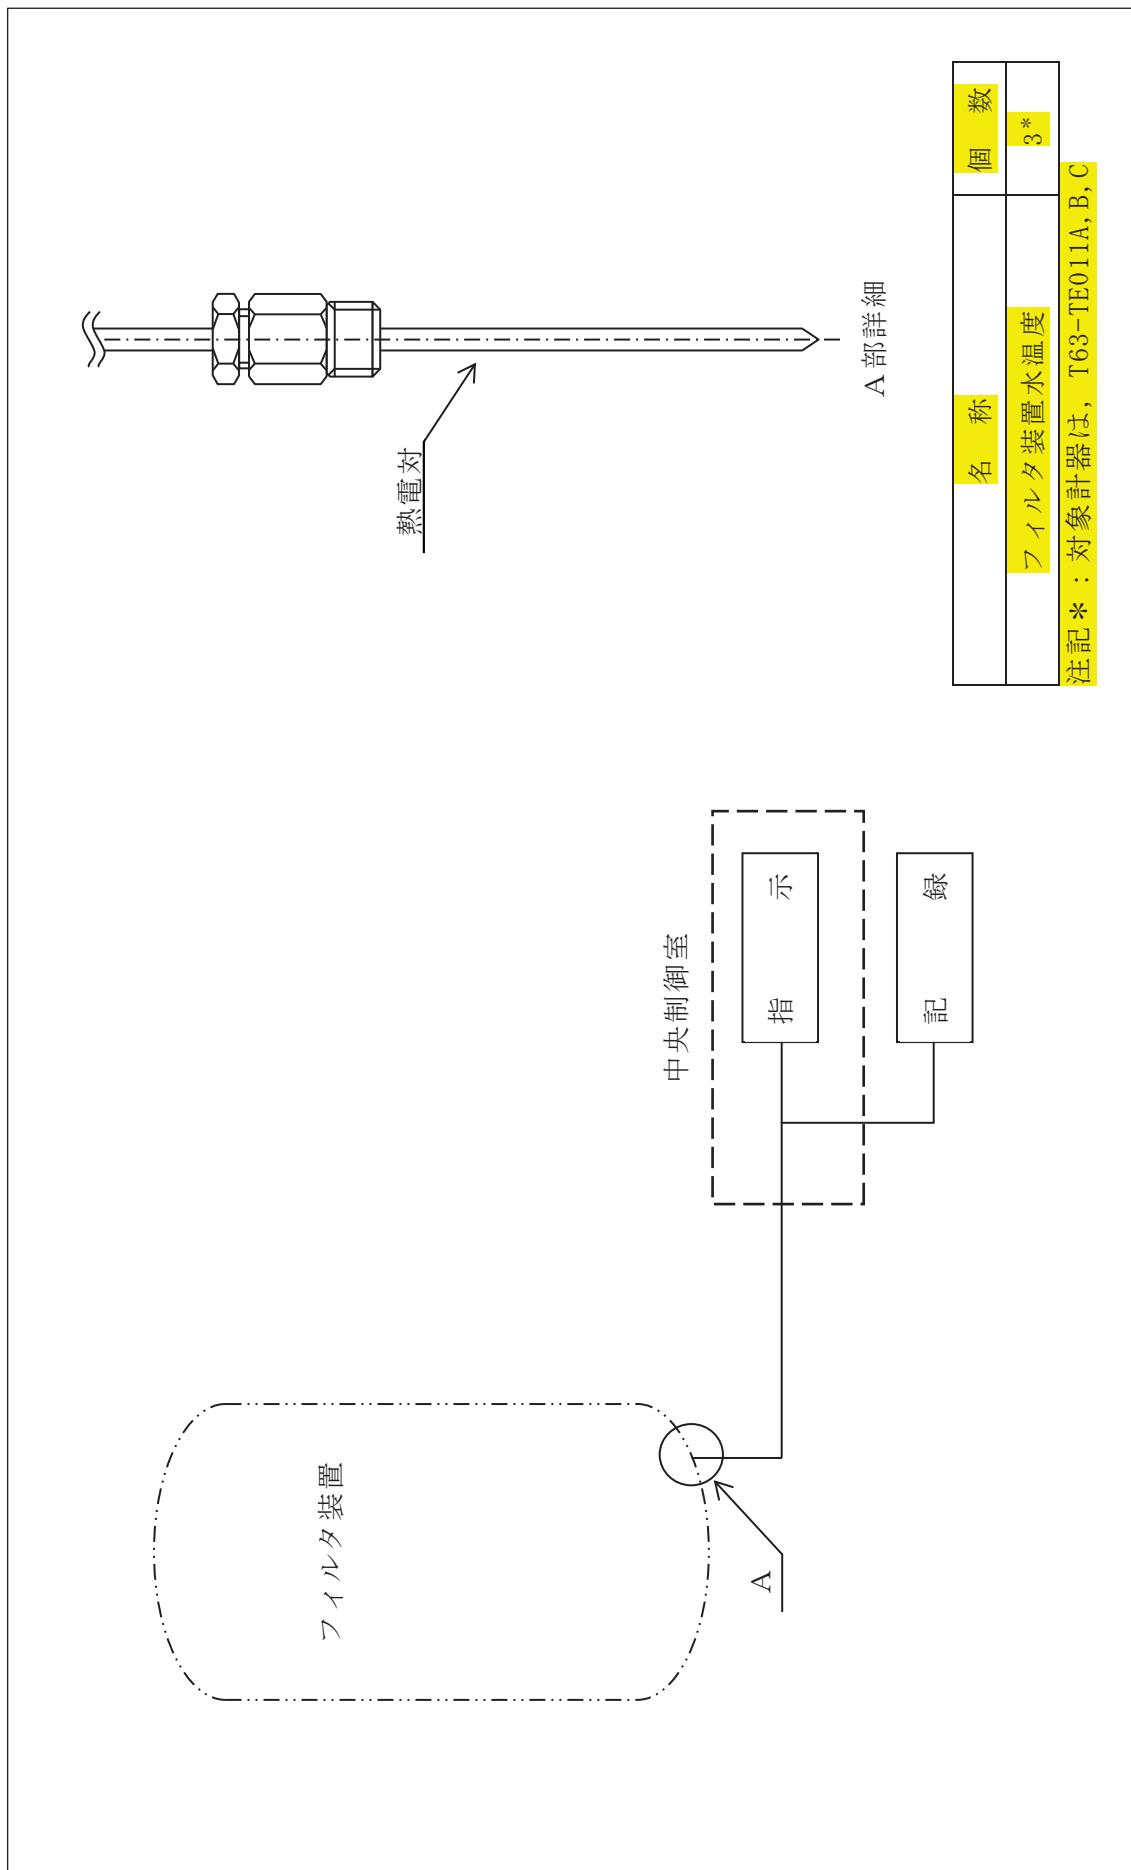 フィルタ装置
A
中央制御室
指 示
記 録
熱電対
A部詳細
名 称 個 数
フィルタ装置水温度 3*
注記*:対象計器は, T63-TE011A,B,C